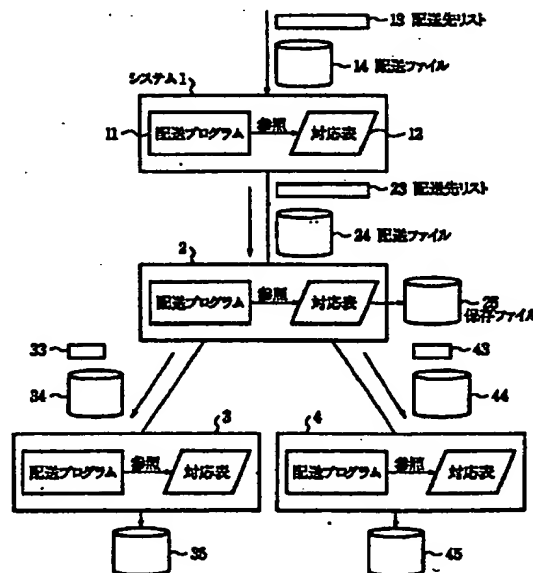 13 配送先リスト
14 配送ファイル
システム1
11
配送プログラム
参照
対応表
12
23 配送先リスト
24 配送ファイル
2
配送プログラム
参照
対応表
25
保存ファイル
33
43
34
44
3
4
配送プログラム
参照
対応表
配送プログラム
参照
対応表
35
45